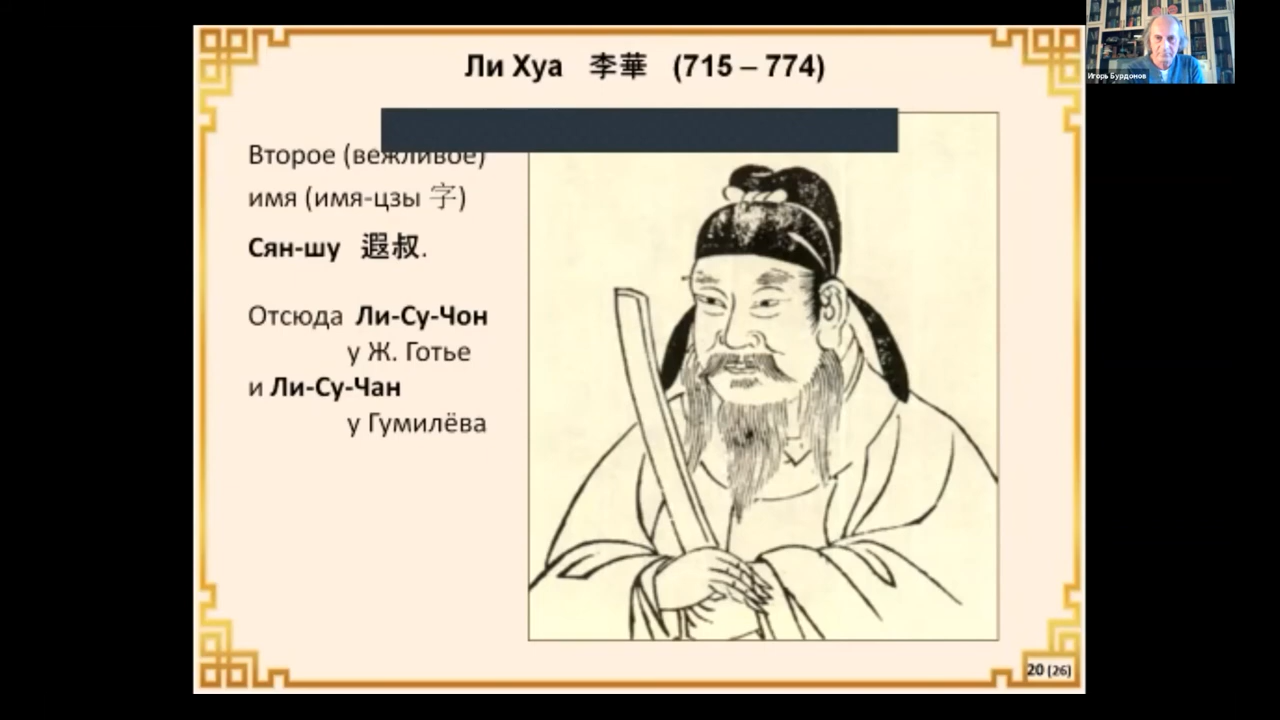 Ли Хуа 李華 (715 – 774)
Второе (вежливое)
имя (имя-цзы 字)
Сян-шу 遐叔.
Отсюда Ли-Су-Чон
у Ж. Готье
и Ли-Су-Чан
у Гумилёва
20 (26)
Игорь Бурдонов